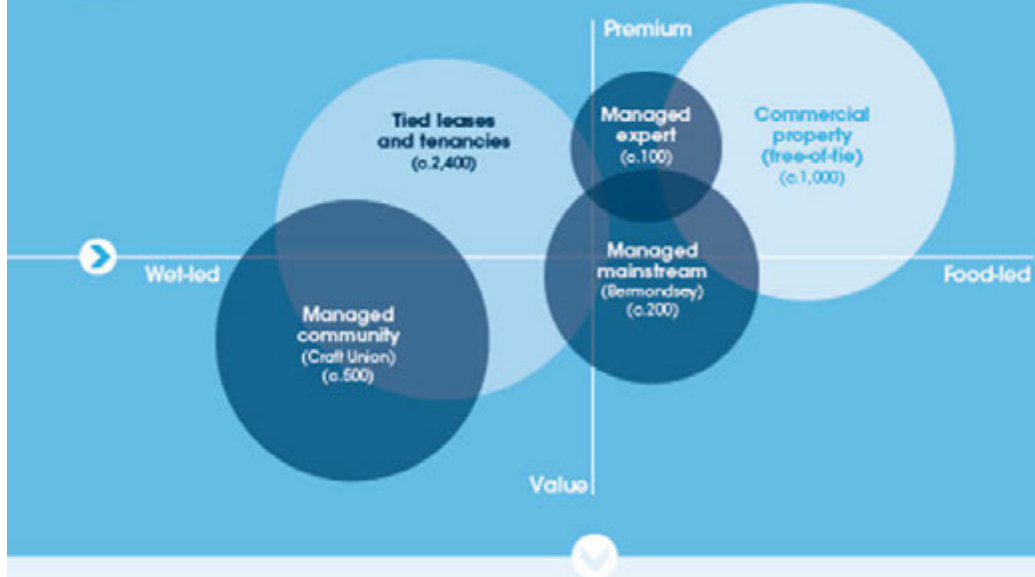 Premium
Tied leases
and tenancies
(c.2,400)
Managed
expert
(c.100)
Commercial
property
(free-of-tie)
(c.1,000)
Wet-led
Managed
mainstream
(Bermondsey)
(c.200)
Food-led
Managed
community
(Craft Union)
(c.500)
Value